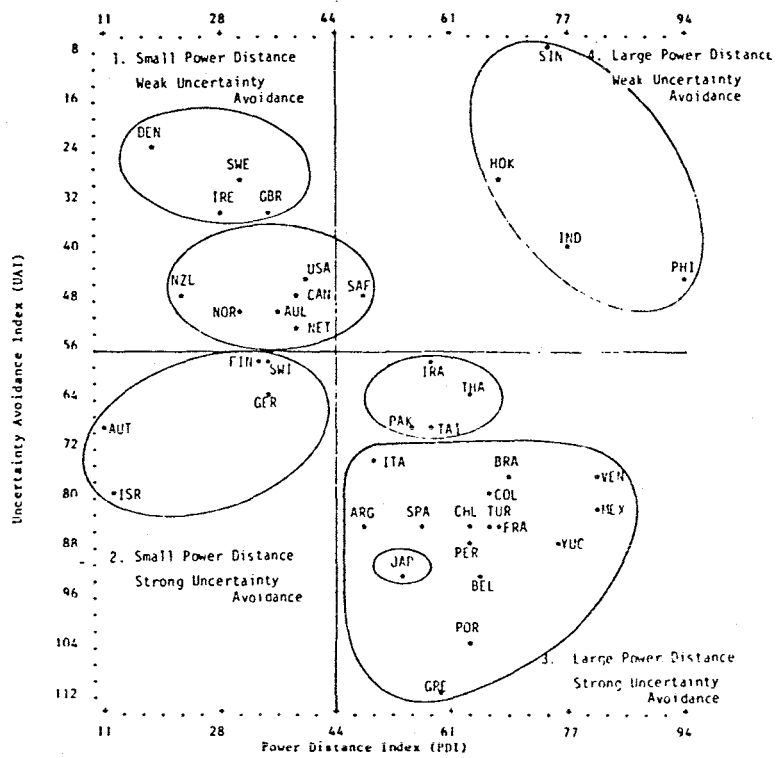 11 28 44 61 77 94
8
1. Small Power Distance
Weak Uncertainty
Avoidance
SIN
4. Large Power Distance
Weak Uncertainty
Avoidance
16
DEN
24
SWE
HOK
32
IRE GBR
40
IND
USA
PHI
NZL
CAN
SAF
48
NOR
AUL
NET
56
FIN
SWI
IRA
64
GER
THA
AUT
PAK
TAI
72
ITA
BRA
VEN
80
ISR
COL
MEX
ARG SPA CHL TUR
FRA
88
PER
YUC
2. Small Power Distance
Strong Uncertainty
Avoidance
JAP
BEL
96
POR
104
3. Large Power Distance
Strong Uncertainty
Avoidance
GRE
112
11 28 44 61 77 94
Power Distance Index (PDI)
Uncertainty Avoidance Index (UAI)